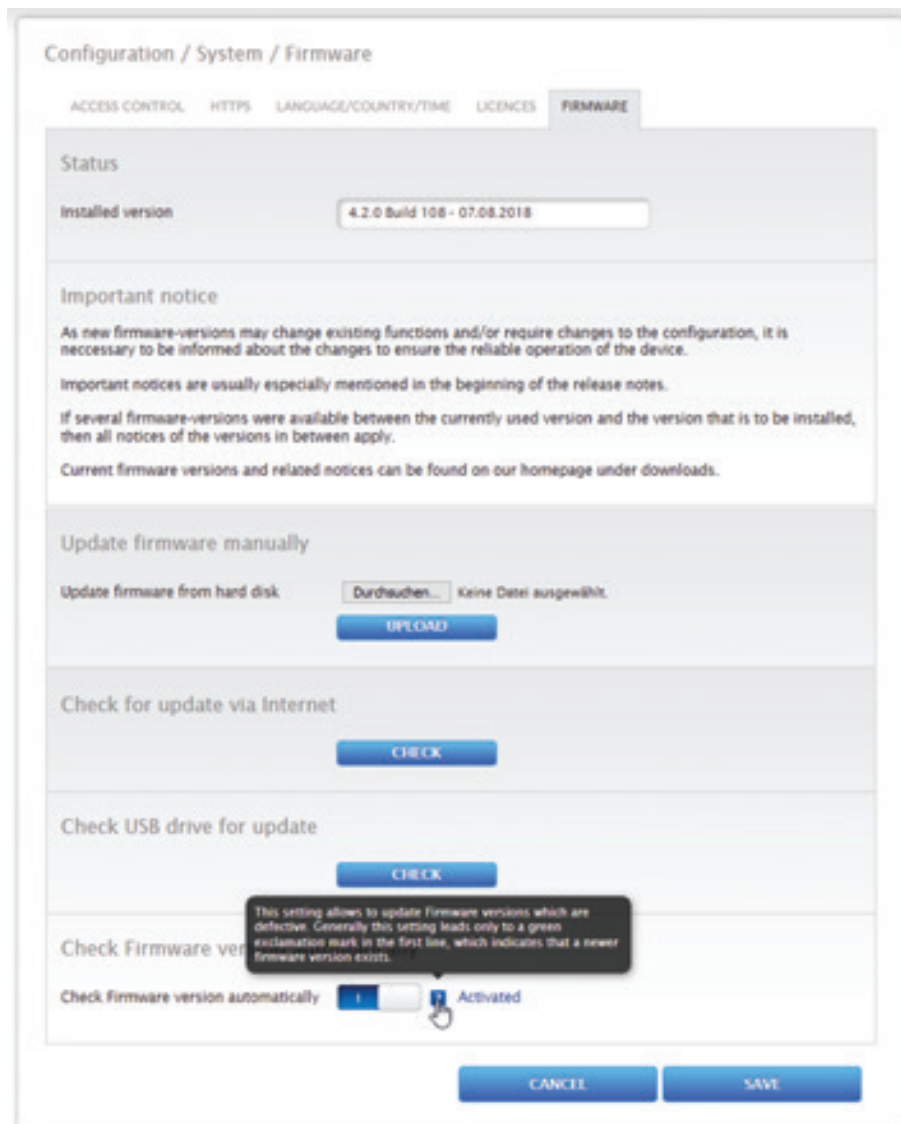 Configuration / System / Firmware
ACCESS CONTROL HTTPS LANGUAGE/COUNTRY/TIME LICENCES FIRMWARE
Status
Installed version 4.2.0 Build 108 - 07.08.2018
Important notice
As new firmware-versions may change existing functions and/or require changes to the configuration, it is
neccessary to be informed about the changes to ensure the reliable operation of the device.
Important notices are usually especially mentioned in the beginning of the release notes.
If several firmware-versions were available between the currently used version and the version that is to be installed,
then all notices of the versions in between apply.
Current firmware versions and related notices can be found on our homepage under downloads.
Update firmware manually
Update firmware from hard disk Durchsuchen... Keine Datei ausgewählt.
UPLOAD
Check for update via Internet
CHECK
Check USB drive for update
CHECK
This setting allows to update Firmware versions which are
defective. Generally this setting leads only to a green
exclamation mark in the first line, which indicates that a newer
firmware version exists.
Check Firmware
Check Firmware version automatically I ? Activated
CANCEL SAVE